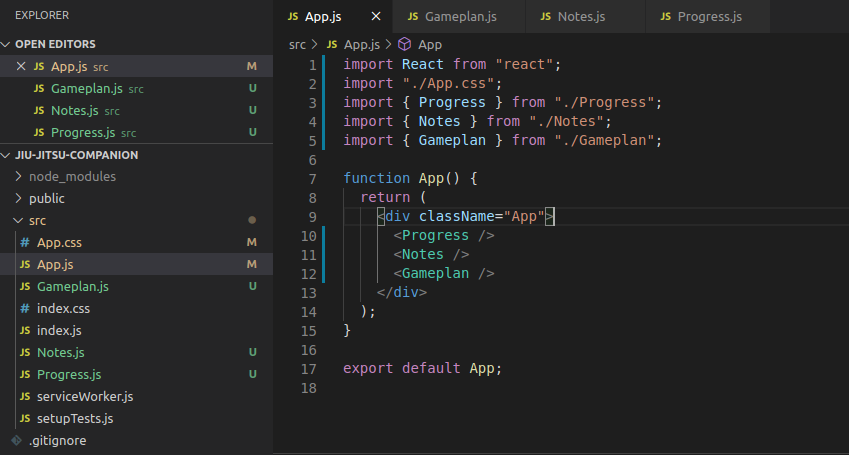 EXPLORER
OPEN EDITORS
JS App.js src M
JS Gameplan.js src U
JS Notes.js src U
JS Progress.js src U
JIU-JITSU-COMPANION
node_modules
public
src
# App.css M
JS App.js M
JS Gameplan.js U
# index.css
JS index.js
JS Notes.js U
JS Progress.js U
JS serviceWorker.js
JS setupTests.js
.gitignore
JS App.js JS Gameplan.js JS Notes.js JS Progress.js
src > JS App.js > App
1 import React from "react";
2 import "./App.css";
3 import { Progress } from "./Progress";
4 import { Notes } from "./Notes";
5 import { Gameplan } from "./Gameplan";
6
7 function App() {
8 return (
9 <div className="App">
10 <Progress />
11 <Notes />
12 <Gameplan />
13 </div>
14 );
15 }
16
17 export default App;
18